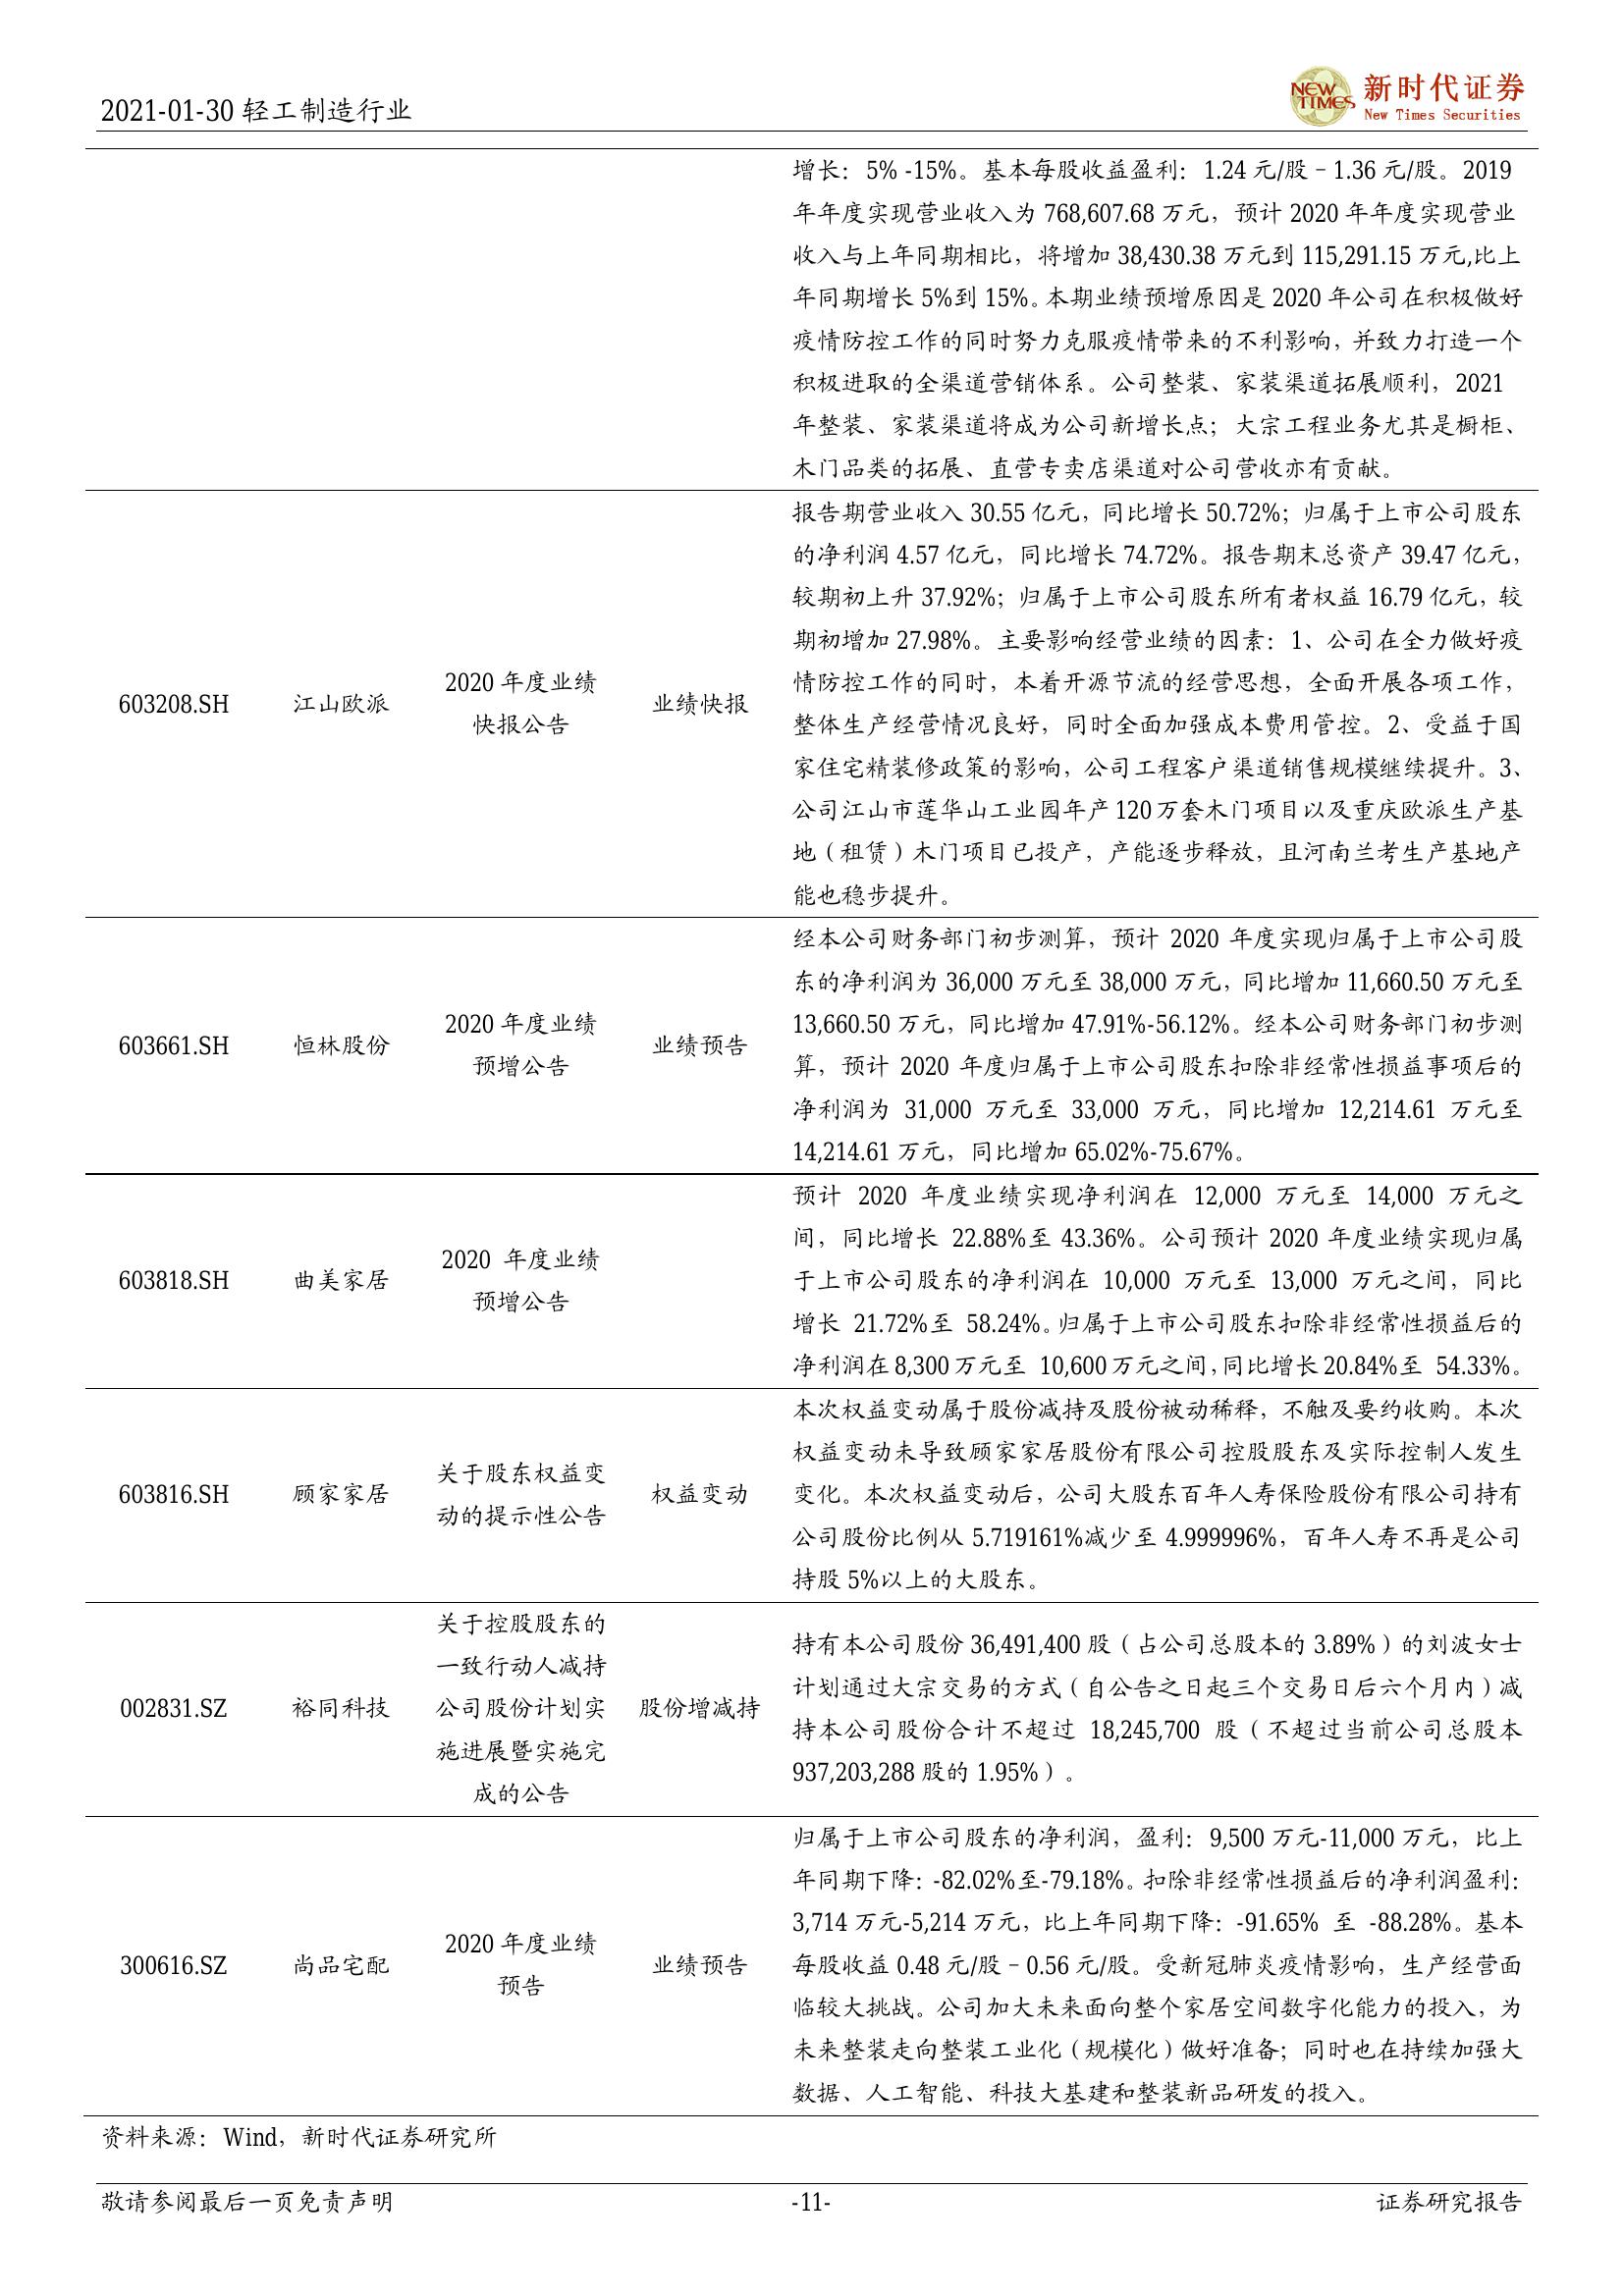 2021-01-30 轻工制造行业
NEW TIMES
新时代证券
New Times Securities
增长：5% -15%。基本每股收益盈利：1.24 元/股－1.36 元/股。2019
年年度实现营业收入为 768,607.68 万元，预计 2020 年年度实现营业
收入与上年同期相比，将增加 38,430.38 万元到 115,291.15 万元,比上
年同期增长 5%到 15%。本期业绩预增原因是 2020 年公司在积极做好
疫情防控工作的同时努力克服疫情带来的不利影响，并致力打造一个
积极进取的全渠道营销体系。公司整装、家装渠道拓展顺利，2021
年整装、家装渠道将成为公司新增长点；大宗工程业务尤其是橱柜、
木门品类的拓展、直营专卖店渠道对公司营收亦有贡献。
603208.SH
江山欧派
2020 年度业绩
快报公告
业绩快报
报告期营业收入 30.55 亿元，同比增长 50.72%；归属于上市公司股东
的净利润 4.57 亿元，同比增长 74.72%。报告期末总资产 39.47 亿元，
较期初上升 37.92%；归属于上市公司股东所有者权益 16.79 亿元，较
期初增加 27.98%。主要影响经营业绩的因素：1、公司在全力做好疫
情防控工作的同时，本着开源节流的经营思想，全面开展各项工作，
整体生产经营情况良好，同时全面加强成本费用管控。2、受益于国
家住宅精装修政策的影响，公司工程客户渠道销售规模继续提升。3、
公司江山市莲华山工业园年产 120 万套木门项目以及重庆欧派生产基
地（租赁）木门项目已投产，产能逐步释放，且河南兰考生产基地产
能也稳步提升。
603661.SH
恒林股份
2020 年度业绩
预增公告
业绩预告
经本公司财务部门初步测算，预计 2020 年度实现归属于上市公司股
东的净利润为 36,000 万元至 38,000 万元，同比增加 11,660.50 万元至
13,660.50 万元，同比增加 47.91%-56.12%。经本公司财务部门初步测
算，预计 2020 年度归属于上市公司股东扣除非经常性损益事项后的
净利润为 31,000 万元至 33,000 万元，同比增加 12,214.61 万元至
14,214.61 万元，同比增加 65.02%-75.67%。
603818.SH
曲美家居
2020 年度业绩
预增公告
预计 2020 年度业绩实现净利润在 12,000 万元至 14,000 万元之
间，同比增长 22.88%至 43.36%。公司预计 2020 年度业绩实现归属
于上市公司股东的净利润在 10,000 万元至 13,000 万元之间，同比
增长 21.72%至 58.24%。归属于上市公司股东扣除非经常性损益后的
净利润在 8,300 万元至 10,600 万元之间，同比增长 20.84%至 54.33%。
603816.SH
顾家家居
关于股东权益变
动的提示性公告
权益变动
本次权益变动属于股份减持及股份被动稀释，不触及要约收购。本次
权益变动未导致顾家家居股份有限公司控股股东及实际控制人发生
变化。本次权益变动后，公司大股东百年人寿保险股份有限公司持有
公司股份比例从 5.719161%减少至 4.999996%，百年人寿不再是公司
持股 5%以上的大股东。
002831.SZ
裕同科技
关于控股股东的
一致行动人减持
公司股份计划实
施进展暨实施完
成的公告
股份增减持
持有本公司股份 36,491,400 股（占公司总股本的 3.89%）的刘波女士
计划通过大宗交易的方式（自公告之日起三个交易日后六个月内）减
持本公司股份合计不超过 18,245,700 股（不超过当前公司总股本
937,203,288 股的 1.95%）。
300616.SZ
尚品宅配
2020 年度业绩
预告
业绩预告
归属于上市公司股东的净利润，盈利：9,500 万元-11,000 万元，比上
年同期下降：-82.02%至-79.18%。扣除非经常性损益后的净利润盈利：
3,714 万元-5,214 万元，比上年同期下降：-91.65% 至 -88.28%。基本
每股收益 0.48 元/股－0.56 元/股。受新冠肺炎疫情影响，生产经营面
临较大挑战。公司加大未来面向整个家居空间数字化能力的投入，为
未来整装走向整装工业化（规模化）做好准备；同时也在持续加强大
数据、人工智能、科技大基建和整装新品研发的投入。
资料来源：Wind，新时代证券研究所
敬请参阅最后一页免责声明
-11-
证券研究报告